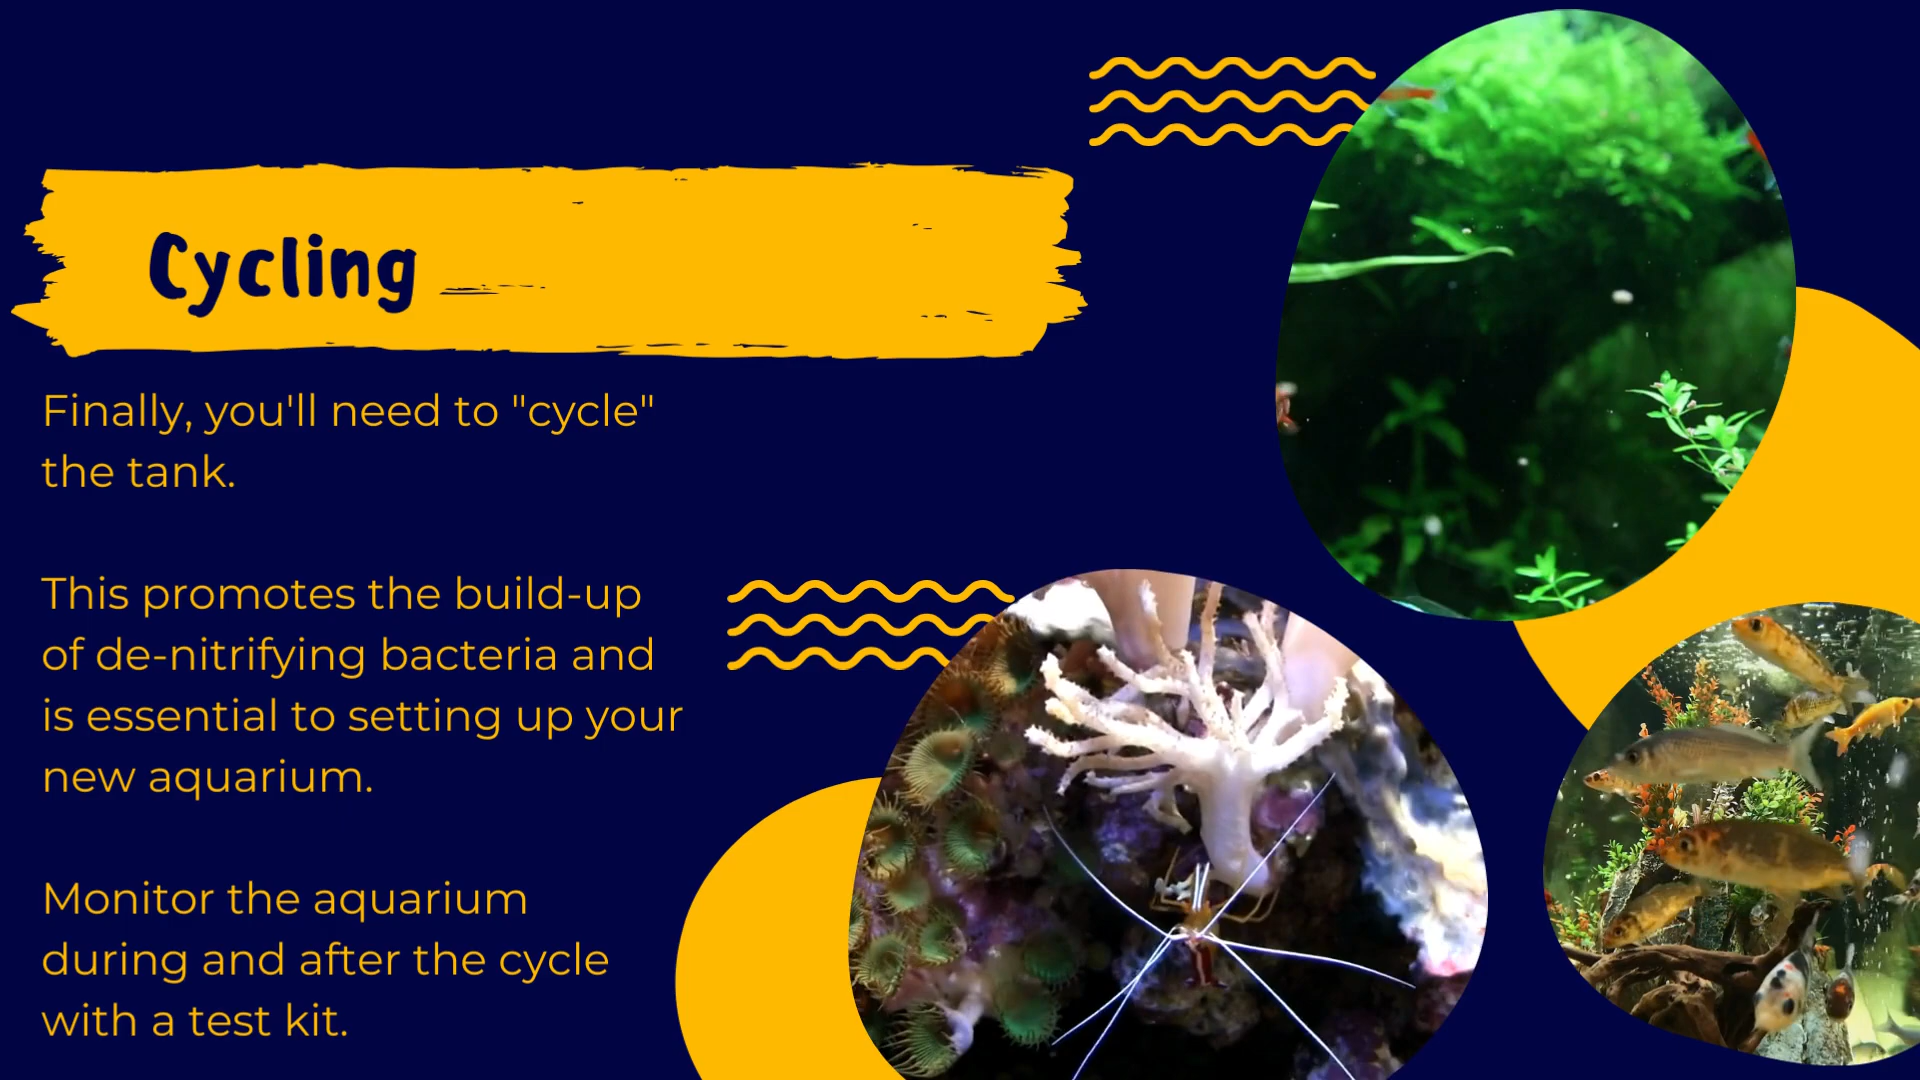 Cycling
Finally, you'll need to "cycle"
the tank.
This promotes the build-up
of de-nitrifying bacteria and
is essential to setting up your
new aquarium.
Monitor the aquarium
during and after the cycle
with a test kit.